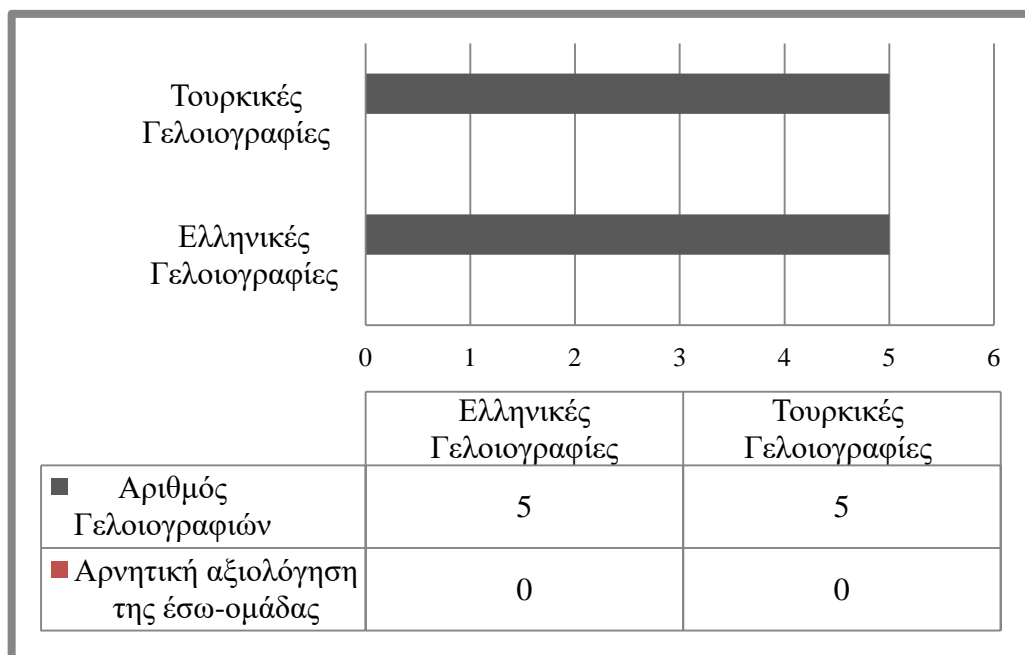 Τουρκικές
Γελοιογραφίες
Ελληνικές
Γελοιογραφίες
0 1 2 3 4 5 6
Ελληνικές Τουρκικές
Γελοιογραφίες Γελοιογραφίες
Αριθμός
Γελοιογραφιών 5 5
Αρνητική αξιολόγηση
της έσω-ομάδας 0 0